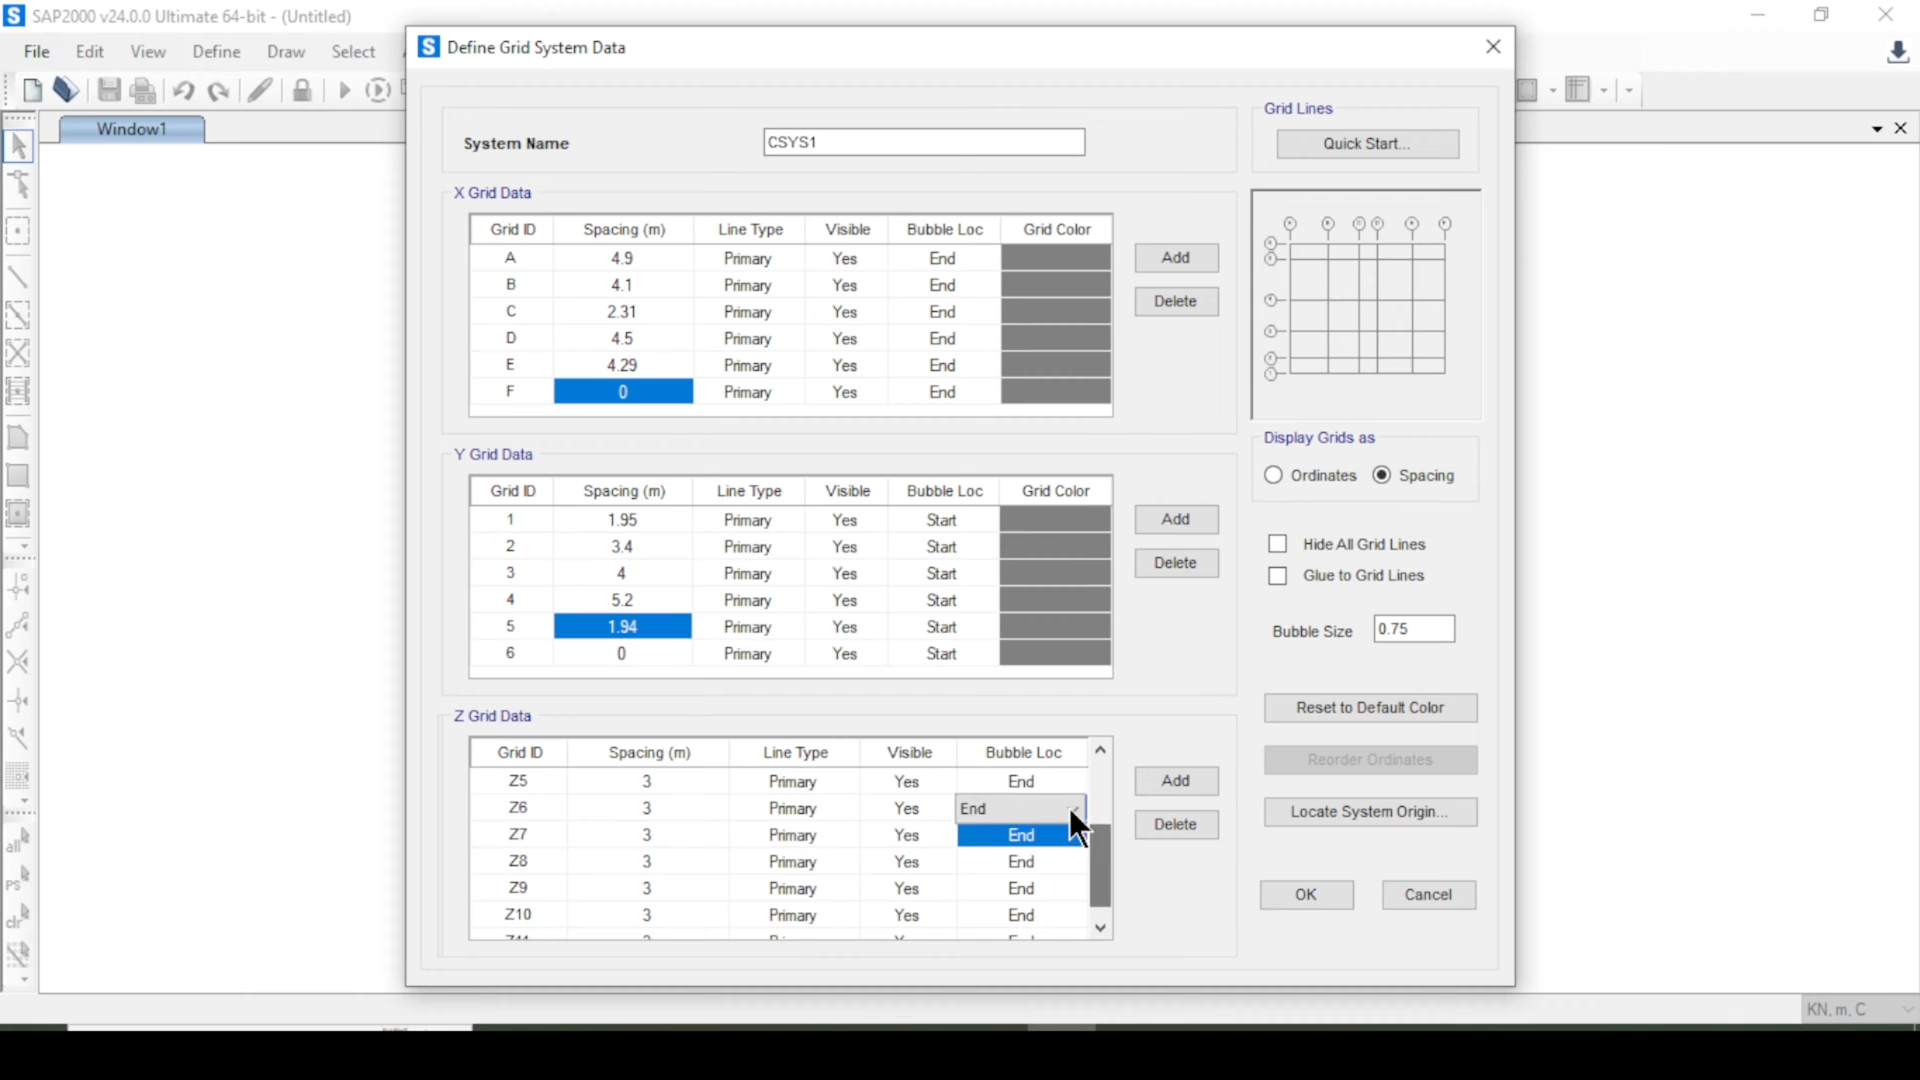 SAP2000 v24.0.0 Ultimate 64-bit - (Untitled)
File Edit View Define Draw Select
Window1
Define Grid System Data
System Name CSYS1
Grid Lines
Quick Start...
X Grid Data
Grid ID Spacing (m) Line Type Visible Bubble Loc Grid Color
A 4.9 Primary Yes End
B 4.1 Primary Yes End
C 2.31 Primary Yes End
D 4.5 Primary Yes End
E 4.29 Primary Yes End
F 0 Primary Yes End
Add
Delete
Display Grids as
Ordinates Spacing
Y Grid Data
Grid ID Spacing (m) Line Type Visible Bubble Loc Grid Color
1 1.95 Primary Yes Start
2 3.4 Primary Yes Start
3 4 Primary Yes Start
4 5.2 Primary Yes Start
5 1.94 Primary Yes Start
6 0 Primary Yes Start
Add
Delete
Hide All Grid Lines
Glue to Grid Lines
Bubble Size 0.75
Z Grid Data
Grid ID Spacing (m) Line Type Visible Bubble Loc
Z5 3 Primary Yes End
Z6 3 Primary Yes End
Z7 3 Primary Yes End
Z8 3 Primary Yes End
Z9 3 Primary Yes End
Z10 3 Primary Yes End
Add
Delete
Reset to Default Color
Reorder Ordinates
Locate System Origin...
OK Cancel
all
PS
clr
KN, m, C